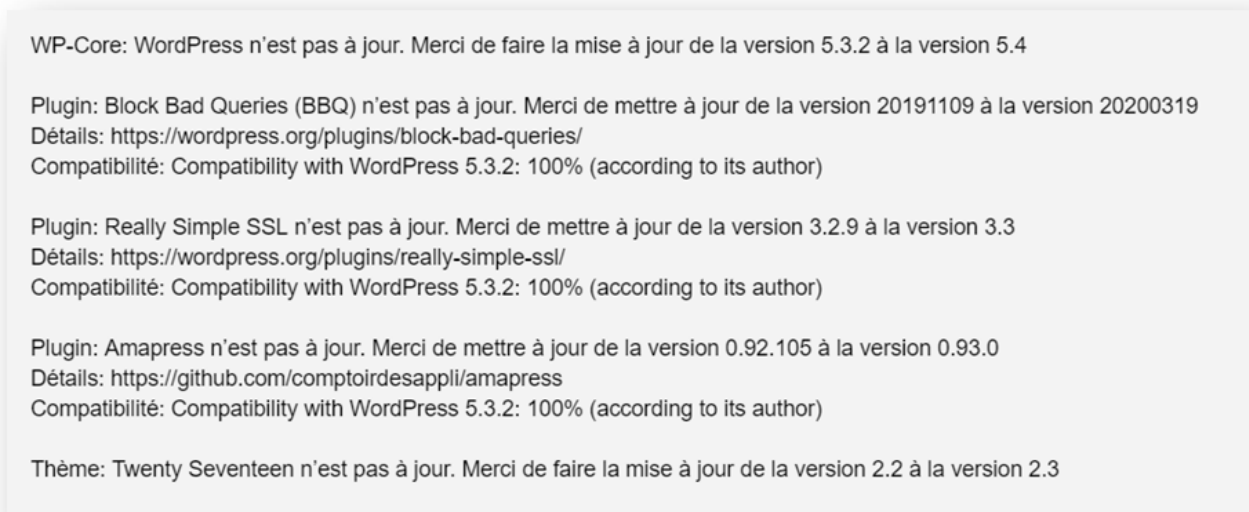 WP-Core: WordPress n’est pas à jour. Merci de faire la mise à jour de la version 5.3.2 à la version 5.4
Plugin: Block Bad Queries (BBQ) n’est pas à jour. Merci de mettre à jour de la version 20191109 à la version 20200319
Détails: https://wordpress.org/plugins/block-bad-queries/
Compatibilité: Compatibility with WordPress 5.3.2: 100% (according to its author)
Plugin: Really Simple SSL n’est pas à jour. Merci de mettre à jour de la version 3.2.9 à la version 3.3
Détails: https://wordpress.org/plugins/really-simple-ssl/
Compatibilité: Compatibility with WordPress 5.3.2: 100% (according to its author)
Plugin: Amapress n’est pas à jour. Merci de mettre à jour de la version 0.92.105 à la version 0.93.0
Détails: https://github.com/comptoirdesappli/amapress
Compatibilité: Compatibility with WordPress 5.3.2: 100% (according to its author)
Thème: Twenty Seventeen n’est pas à jour. Merci de faire la mise à jour de la version 2.2 à la version 2.3